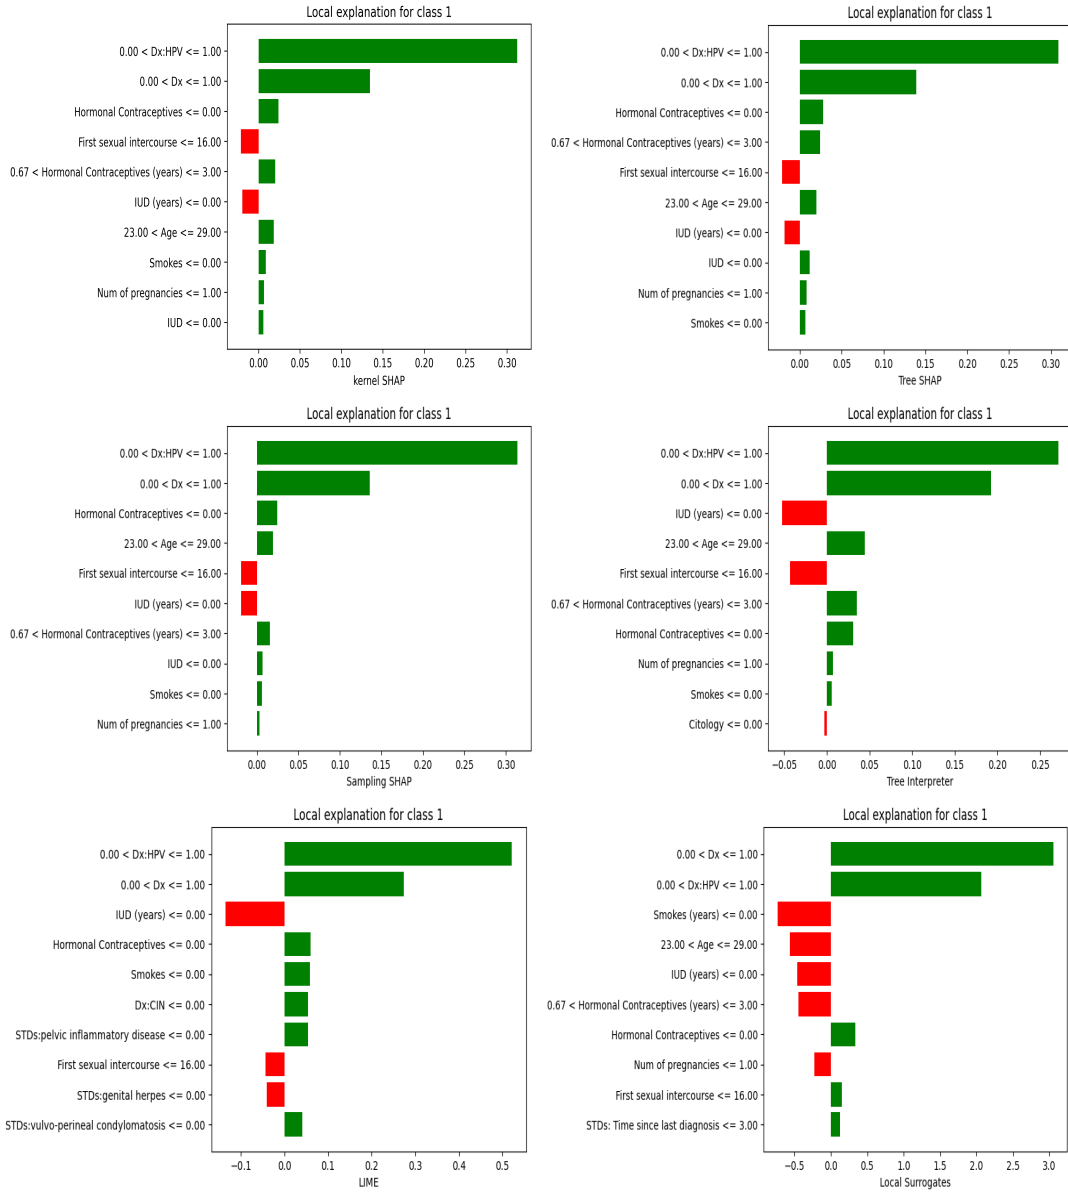 Local explanation for class 1
0.00 < Dx:HPV <= 1.00
0.00 < Dx <= 1.00
Hormonal Contraceptives <= 0.00
First sexual intercourse <= 16.00
0.67 < Hormonal Contraceptives (years) <= 3.00
IUD (years) <= 0.00
23.00 < Age <= 29.00
Smokes <= 0.00
Num of pregnancies <= 1.00
IUD <= 0.00
0.00 0.05 0.10 0.15 0.20 0.25 0.30
kernel SHAP
Local explanation for class 1
0.00 < Dx:HPV <= 1.00
0.00 < Dx <= 1.00
Hormonal Contraceptives <= 0.00
0.67 < Hormonal Contraceptives (years) <= 3.00
First sexual intercourse <= 16.00
23.00 < Age <= 29.00
IUD (years) <= 0.00
IUD <= 0.00
Num of pregnancies <= 1.00
Smokes <= 0.00
0.00 0.05 0.10 0.15 0.20 0.25 0.30
Tree SHAP
Local explanation for class 1
0.00 < Dx:HPV <= 1.00
0.00 < Dx <= 1.00
Hormonal Contraceptives <= 0.00
23.00 < Age <= 29.00
First sexual intercourse <= 16.00
IUD (years) <= 0.00
0.67 < Hormonal Contraceptives (years) <= 3.00
IUD <= 0.00
Smokes <= 0.00
Num of pregnancies <= 1.00
0.00 0.05 0.10 0.15 0.20 0.25 0.30
Sampling SHAP
Local explanation for class 1
0.00 < Dx:HPV <= 1.00
0.00 < Dx <= 1.00
IUD (years) <= 0.00
23.00 < Age <= 29.00
First sexual intercourse <= 16.00
0.67 < Hormonal Contraceptives (years) <= 3.00
Hormonal Contraceptives <= 0.00
Num of pregnancies <= 1.00
Smokes <= 0.00
Citology <= 0.00
−0.05 0.00 0.05 0.10 0.15 0.20 0.25
Tree Interpreter
Local explanation for class 1
0.00 < Dx:HPV <= 1.00
0.00 < Dx <= 1.00
IUD (years) <= 0.00
Hormonal Contraceptives <= 0.00
Smokes <= 0.00
Dx:CIN <= 0.00
STDs:pelvic inflammatory disease <= 0.00
First sexual intercourse <= 16.00
STDs:genital herpes <= 0.00
STDs:vulvo-perineal condylomatosis <= 0.00
−0.1 0.0 0.1 0.2 0.3 0.4 0.5
LIME
Local explanation for class 1
0.00 < Dx <= 1.00
0.00 < Dx:HPV <= 1.00
Smokes (years) <= 0.00
23.00 < Age <= 29.00
IUD (years) <= 0.00
0.67 < Hormonal Contraceptives (years) <= 3.00
Hormonal Contraceptives <= 0.00
Num of pregnancies <= 1.00
First sexual intercourse <= 16.00
STDs: Time since last diagnosis <= 3.00
−0.5 0.0 0.5 1.0 1.5 2.0 2.5 3.0
Local Surrogates